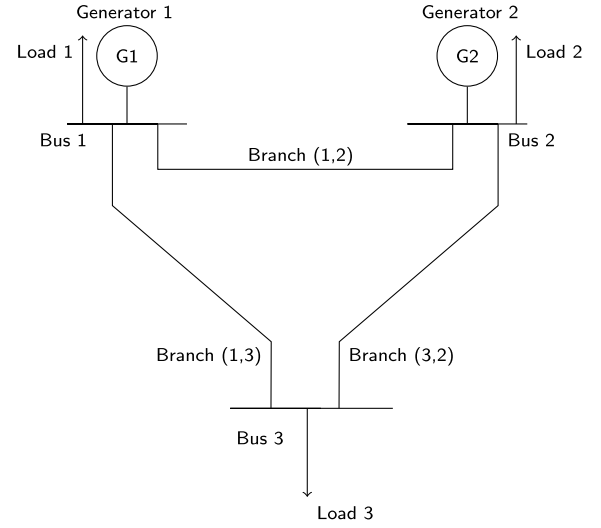 Generator 1
Generator 2
Load 1
G1
G2
Load 2
Bus 1
Bus 2
Branch (1,2)
Branch (1,3)
Branch (3,2)
Bus 3
Load 3